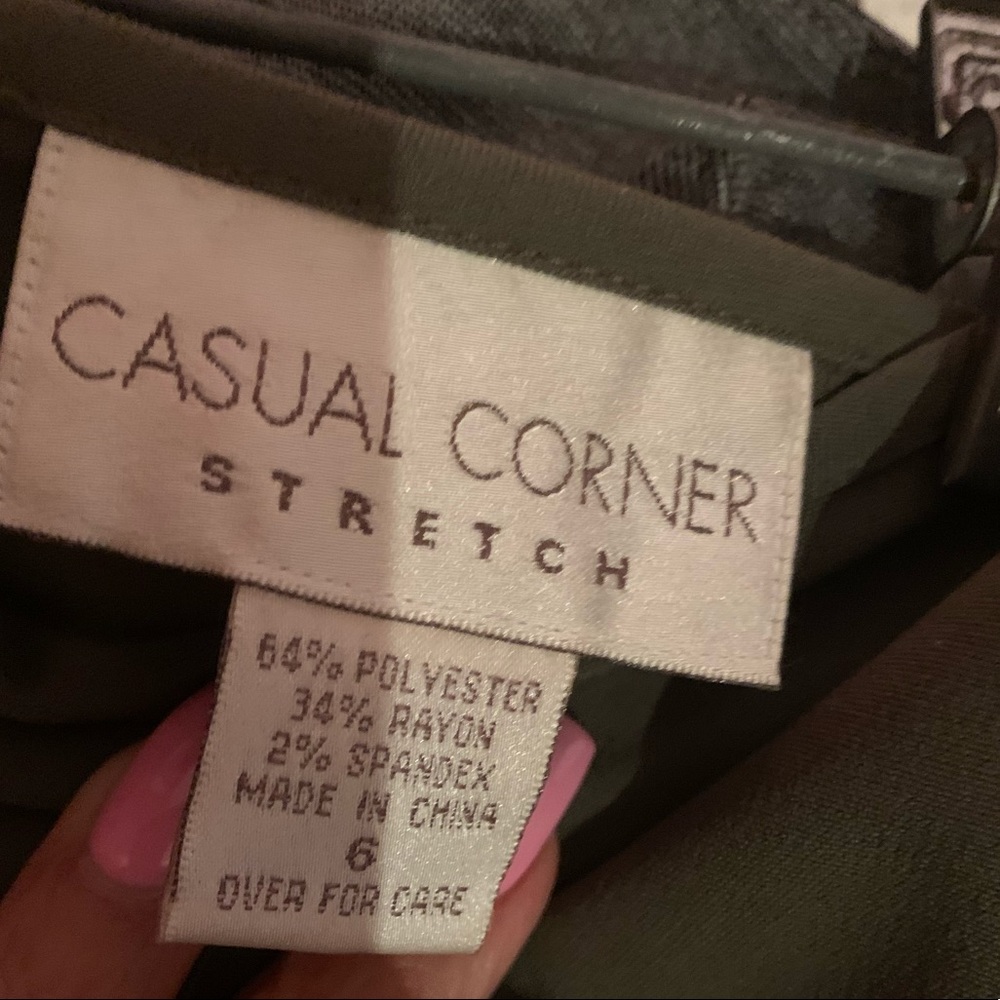 CASUAL CORNER
STRETCH
64% POLYESTER
34% RAYON
2% SPANDEX
MADE IN CHINA
6
OVER FOR CARE